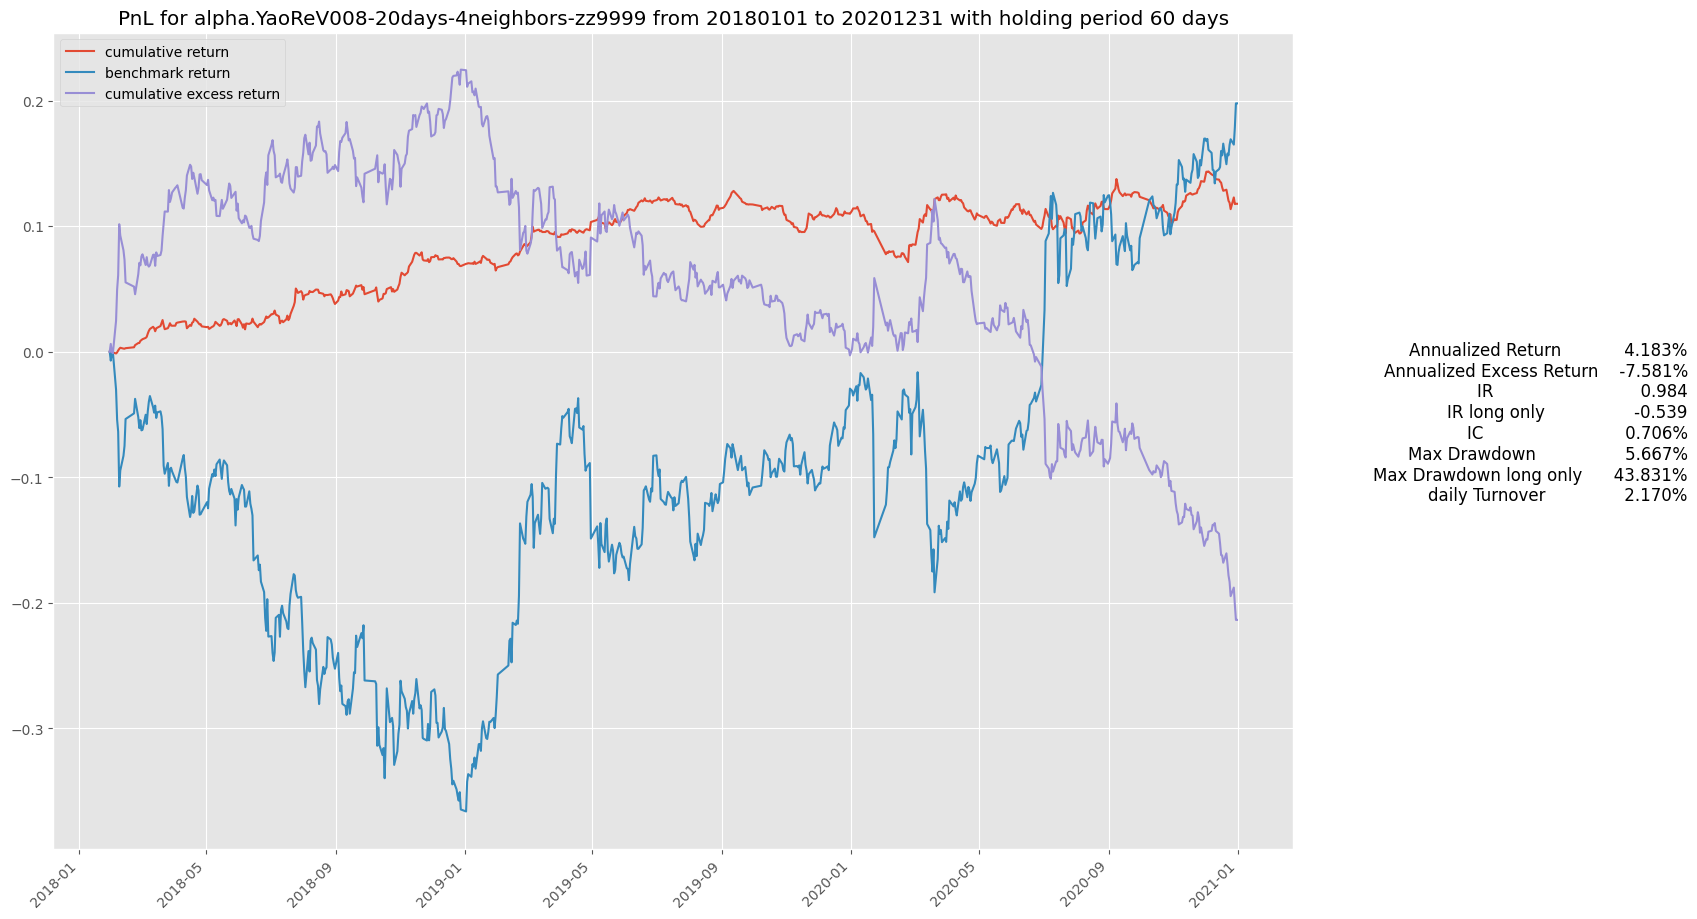 PnL for alpha.YaoReV008-20days-4neighbors-zz9999 from 20180101 to 20201231 with holding period 60 days
cumulative return
benchmark return
cumulative excess return
0.2
0.1
0.0
−0.1
−0.2
−0.3
2018-01
2018-05
2018-09
2019-01
2019-05
2019-09
2020-01
2020-05
2020-09
2021-01
Annualized Return 4.183%
Annualized Excess Return -7.581%
IR 0.984
IR long only -0.539
IC 0.706%
Max Drawdown 5.667%
Max Drawdown long only 43.831%
daily Turnover 2.170%